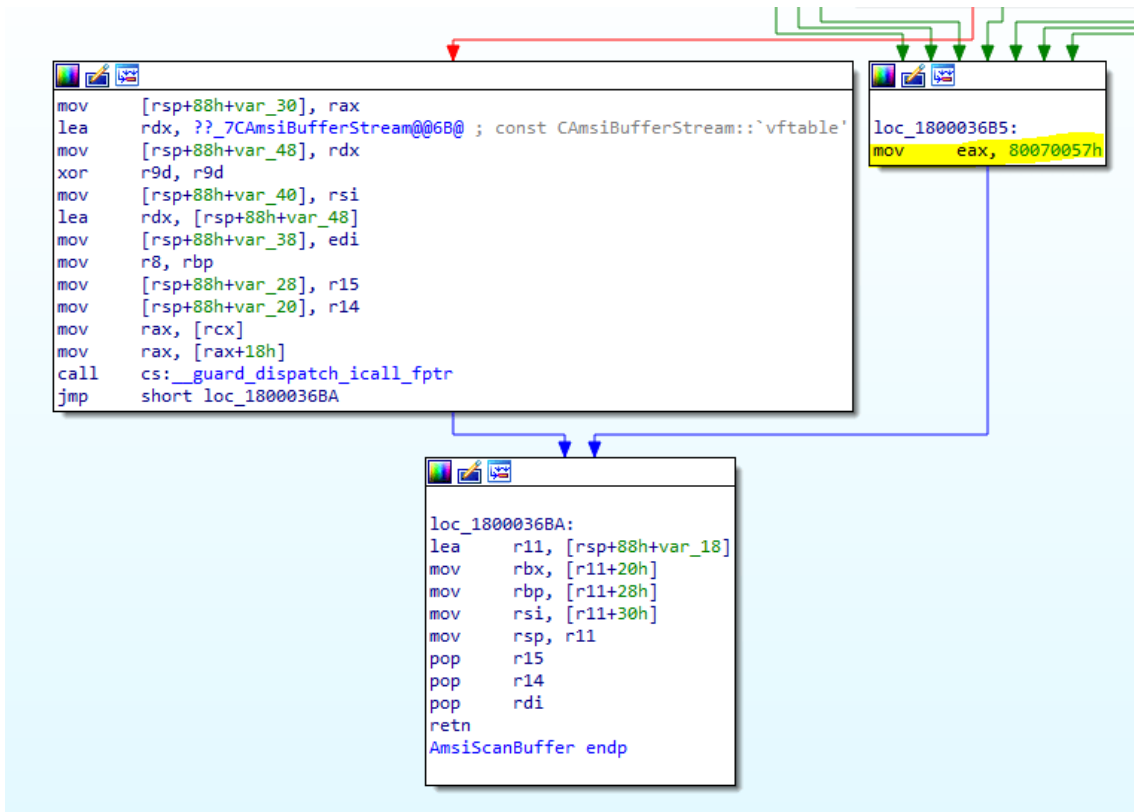 mov     [rsp+88h+var_30], rax
lea     rdx, ??_7CAmsiBufferStream@@6B@ ; const CAmsiBufferStream::`vftable'
mov     [rsp+88h+var_48], rdx
xor     r9d, r9d
mov     [rsp+88h+var_40], rsi
lea     rdx, [rsp+88h+var_48]
mov     [rsp+88h+var_38], edi
mov     r8, rbp
mov     [rsp+88h+var_28], r15
mov     [rsp+88h+var_20], r14
mov     rax, [rcx]
mov     rax, [rax+18h]
call    cs:__guard_dispatch_icall_fptr
jmp     short loc_1800036BA
loc_1800036B5:
mov     eax, 80070057h
loc_1800036BA:
lea     r11, [rsp+88h+var_18]
mov     rbx, [r11+20h]
mov     rbp, [r11+28h]
mov     rsi, [r11+30h]
mov     rsp, r11
pop     r15
pop     r14
pop     rdi
retn
AmsiScanBuffer endp